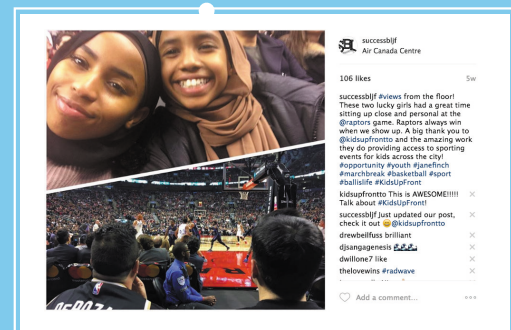 successbljf
Air Canada Centre
106 likes
5w
successbljf #views from the floor!
These two lucky girls had a great time
sitting up close and personal at the
@raptors game. Raptors always win
when we show up. A big thank you to
@kidsupfrontto and the amazing work
they do providing access to sporting
events for kids across the city!
#opportunity #youth #janefinch
#marchbreak #basketball #sport
#ballislife #KidsUpFront
kidsupfrontto This is AWESOME!!!!!
Talk about #KidsUpFront!
successbljf Just updated our post,
check it out 😄@kidsupfrontto
drewbeilfuss brilliant
djsangagenesis
dwillone7 like
thelovewins #radwave
Add a comment...